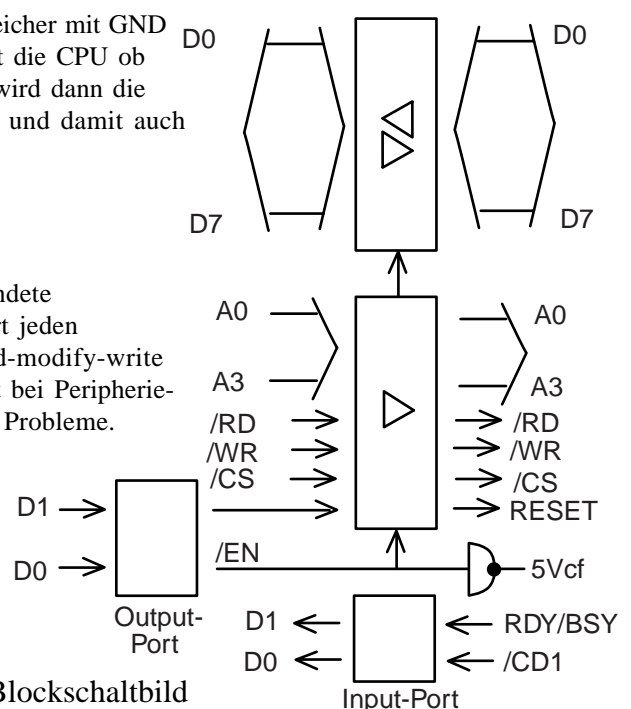 eicher mit GND
t die CPU ob
wird dann die
und damit auch
D0
D0
D7
D7
ndete
rt jeden
d-modify-write
t bei Peripherie-
Probleme.
A0
A0
A3
A3
/RD
/RD
/WR
/WR
/CS
/CS
D1
RESET
D0
/EN
5Vcf
Output-
Port
D1
RDY/BSY
D0
/CD1
Blockschaltbild
Input-Port